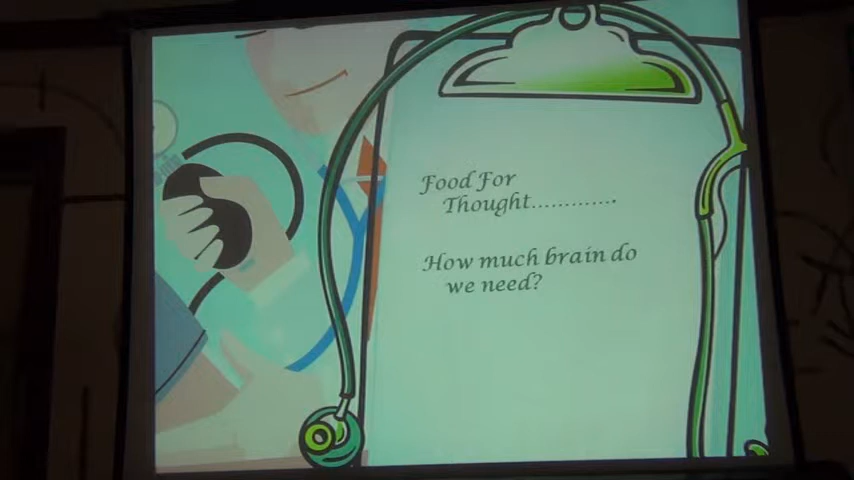 Food For
Thought.............
How much brain do
we need?